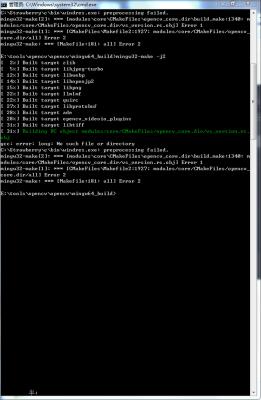 管理员: C:\Windows\system32\cmd.exe
C:\Strawberry\c\bin\windres.exe: preprocessing failed.
mingw32-make[2]: *** [modules\core\CMakeFiles\opencv_core.dir\build.make:1340: modules/core/CMakeFiles/opencv_core.dir/vs_version.rc.obj] Error 1
mingw32-make[1]: *** [CMakeFiles\Makefile2:1927: modules/core/CMakeFiles/opencv_core.dir/all] Error 2
mingw32-make: *** [Makefile:181: all] Error 2
E:\tools\opencv\opencv\mingw64_build>mingw32-make -j2
[ 2%] Built target zlib
[ 5%] Built target libjpeg-turbo
[ 12%] Built target libwebp
[ 14%] Built target libopenjp2
[ 15%] Built target libpng
[ 22%] Built target IlmImf
[ 22%] Built target quirc
[ 27%] Built target libprotobuf
[ 28%] Built target ade
[ 28%] Built target opencv_videoio_plugins
[ 31%] Built target libtiff
[ 31%] Building RC object modules/core/CMakeFiles/opencv_core.dir/vs_version.rc.obj
gcc: error: long: No such file or directory
C:\Strawberry\c\bin\windres.exe: preprocessing failed.
mingw32-make[2]: *** [modules\core\CMakeFiles\opencv_core.dir\build.make:1340: modules/core/CMakeFiles/opencv_core.dir/vs_version.rc.obj] Error 1
mingw32-make[1]: *** [CMakeFiles\Makefile2:1927: modules/core/CMakeFiles/opencv_core.dir/all] Error 2
mingw32-make: *** [Makefile:181: all] Error 2
E:\tools\opencv\opencv\mingw64_build>
半: